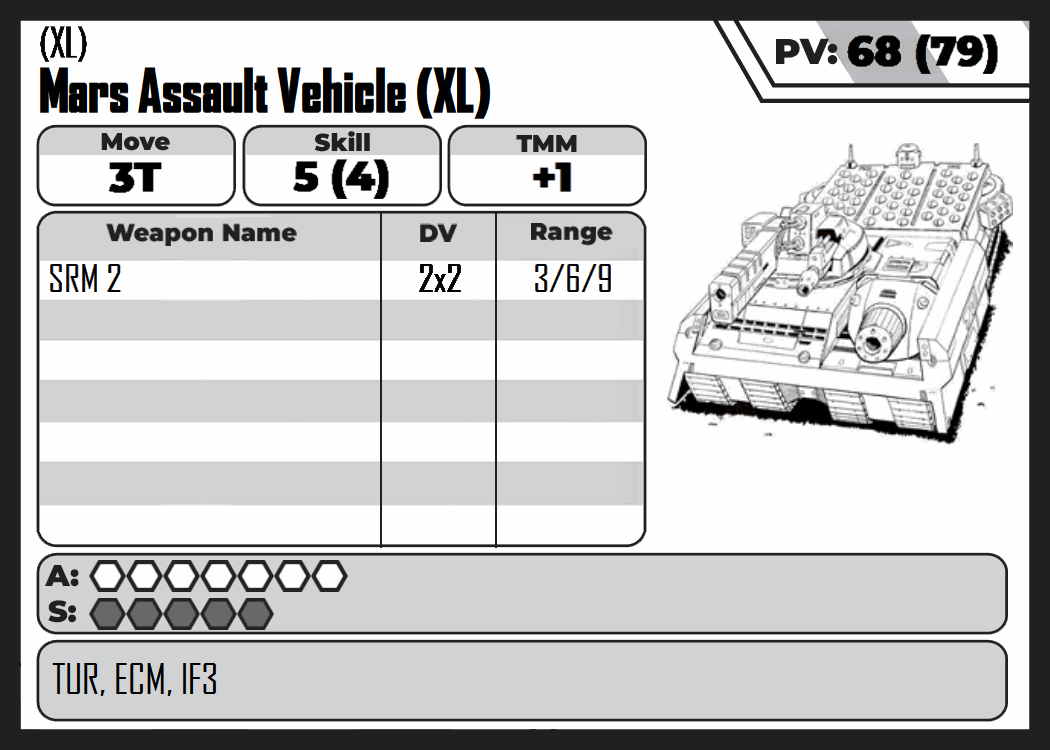 (XL)
Mars Assault Vehicle (XL)
PV: 68 (79)
Move
3T
Skill
5 (4)
TMM
+1
Weapon Name DV Range
SRM 2 2x2 3/6/9
A:
S:
TUR, ECM, IF3